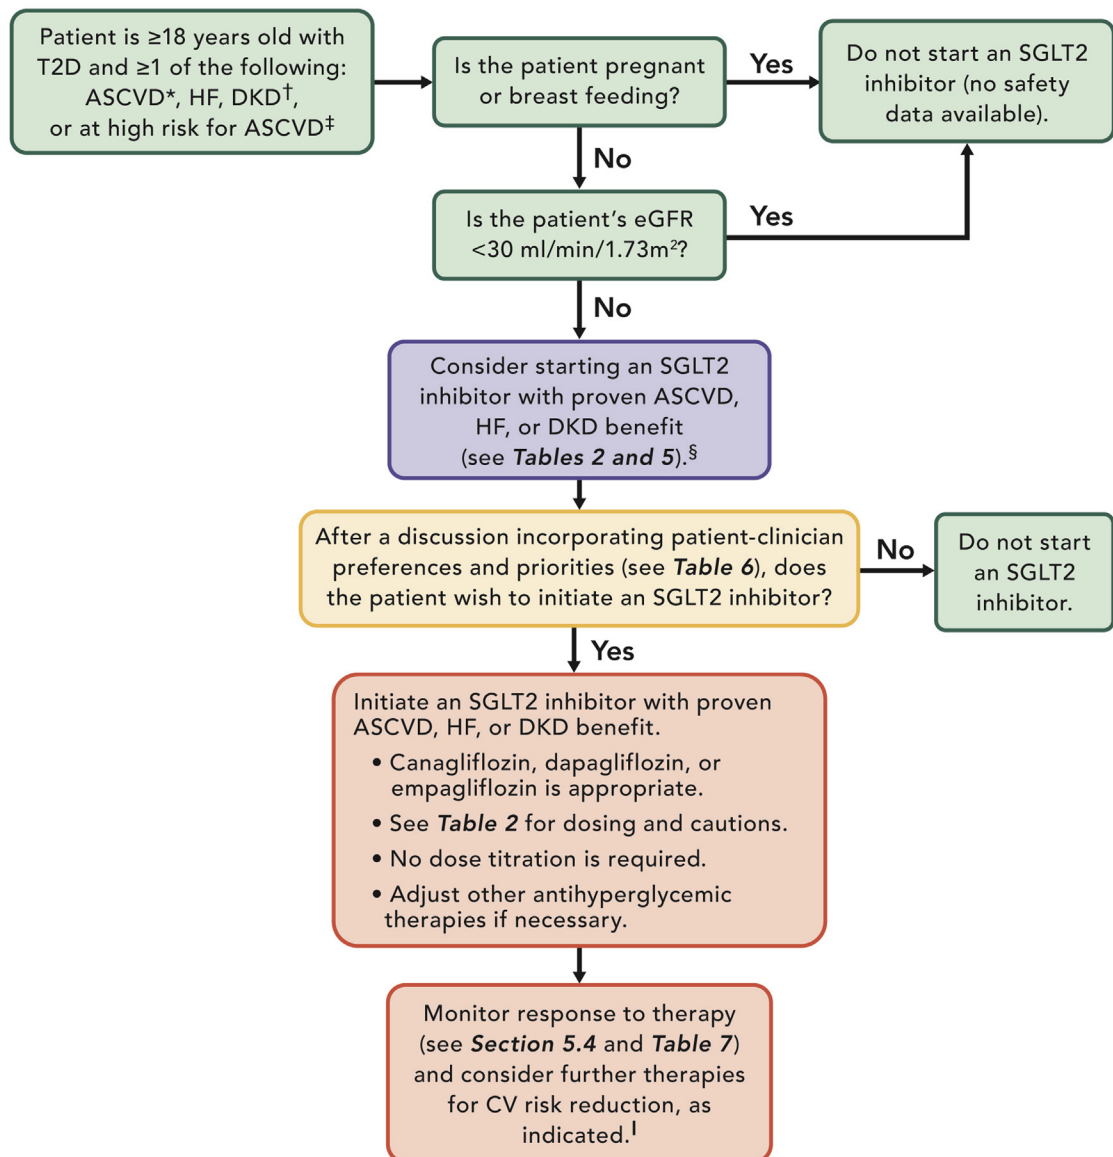 Patient is ≥18 years old with
T2D and ≥1 of the following:
ASCVD*, HF, DKD†,
or at high risk for ASCVD‡
Is the patient pregnant
or breast feeding?
Yes
Do not start an SGLT2
inhibitor (no safety
data available).
No
Is the patient’s eGFR
<30 ml/min/1.73m²?
Yes
No
Consider starting an SGLT2
inhibitor with proven ASCVD,
HF, or DKD benefit
(see Tables 2 and 5).§
After a discussion incorporating patient-clinician
preferences and priorities (see Table 6), does
the patient wish to initiate an SGLT2 inhibitor?
No
Do not start
an SGLT2
inhibitor.
Yes
Initiate an SGLT2 inhibitor with proven
ASCVD, HF, or DKD benefit.
• Canagliflozin, dapagliflozin, or
empagliflozin is appropriate.
• See Table 2 for dosing and cautions.
• No dose titration is required.
• Adjust other antihyperglycemic
therapies if necessary.
Monitor response to therapy
(see Section 5.4 and Table 7)
and consider further therapies
for CV risk reduction, as
indicated.|